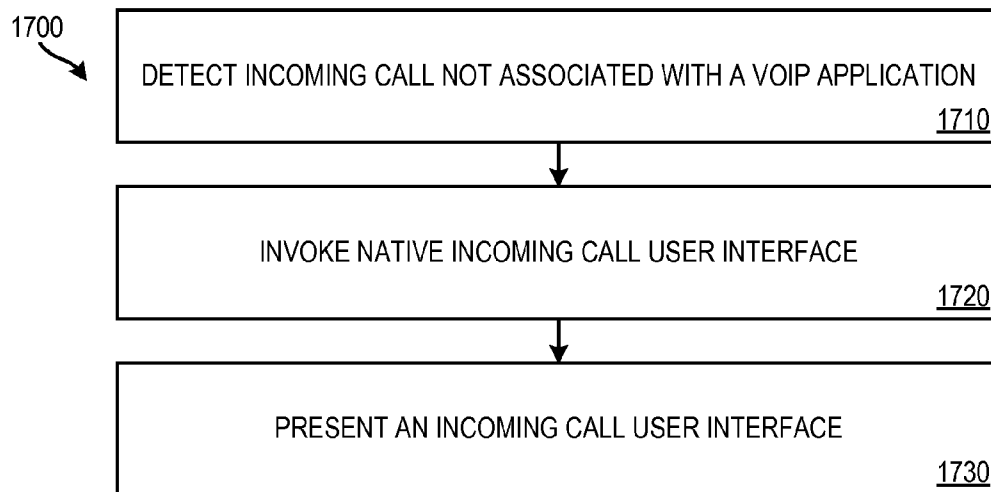 1700
DETECT INCOMING CALL NOT ASSOCIATED WITH A VOIP APPLICATION
1710
INVOKE NATIVE INCOMING CALL USER INTERFACE
1720
PRESENT AN INCOMING CALL USER INTERFACE
1730